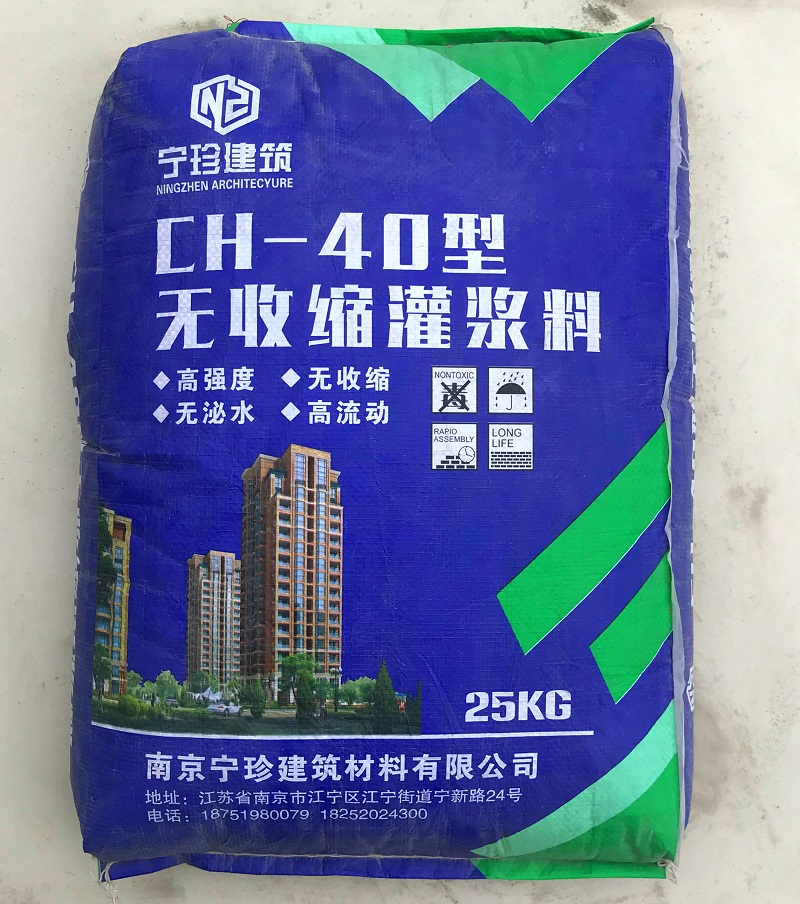 NZ
宁珍建筑
NINGZHEN ARCHITECYURE
CH-40型
无收缩灌浆料
高强度 无收缩
无泌水 高流动
NONTOXIC
毒
RAPID ASSEMBLY
LONG LIFE
25KG
南京宁珍建筑材料有限公司
地址：江苏省南京市江宁区江宁街道宁新路24号
电话：18751980079 18252024300